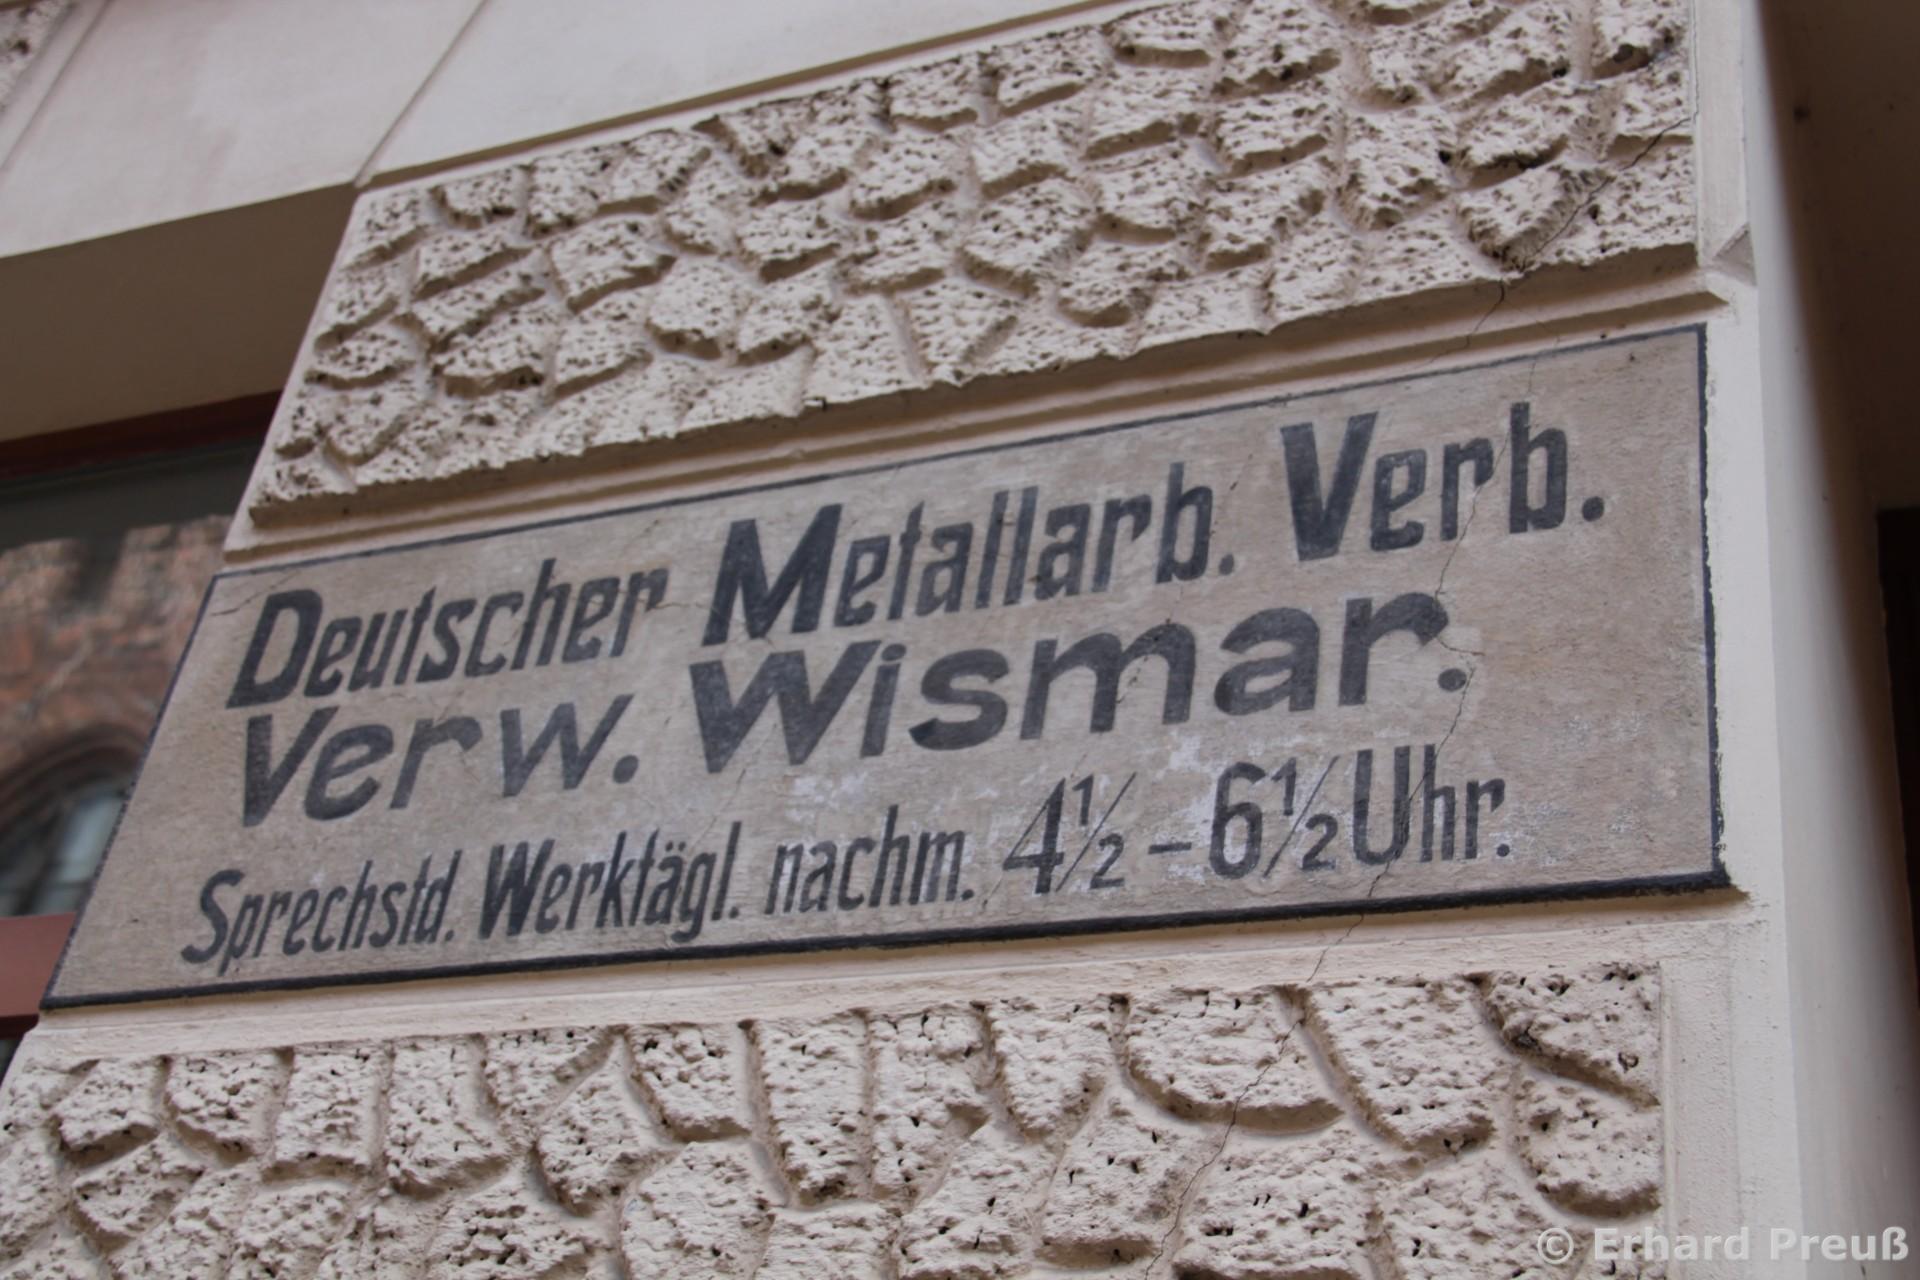 Deutscher Metallarb. Verb.
Verw. Wismar.
Sprechstd. Werktägl. nachm. 4½ – 6½ Uhr.
© Erhard Preuß